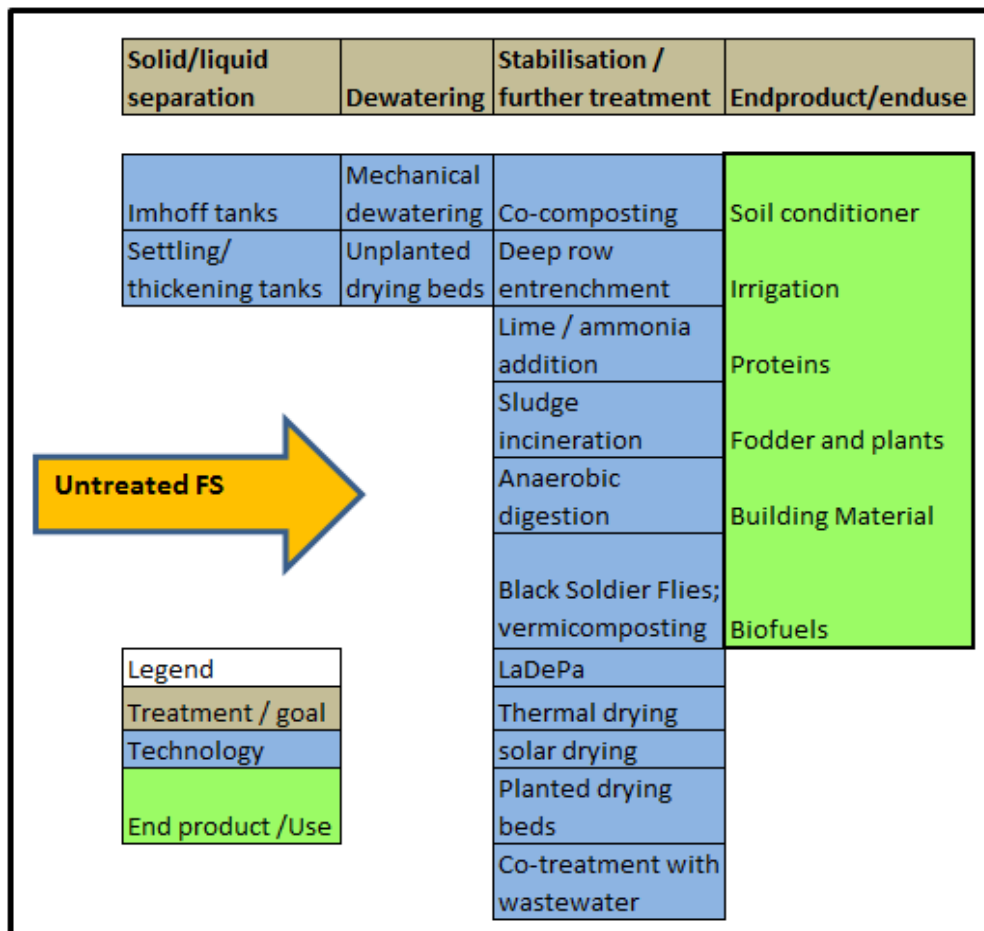 Solid/liquid
separation
Dewatering
Stabilisation /
further treatment
Endproduct/enduse
Imhoff tanks
Mechanical
dewatering
Co-composting
Soil conditioner
Settling/
thickening tanks
Unplanted
drying beds
Deep row
entrenchment
Irrigation
Lime / ammonia
addition
Proteins
Sludge
incineration
Fodder and plants
Untreated FS
Anaerobic
digestion
Building Material
Black Soldier Flies;
vermicomposting
Biofuels
Legend
LaDePa
Treatment / goal
Thermal drying
Technology
solar drying
End product /Use
Planted drying
beds
Co-treatment with
wastewater